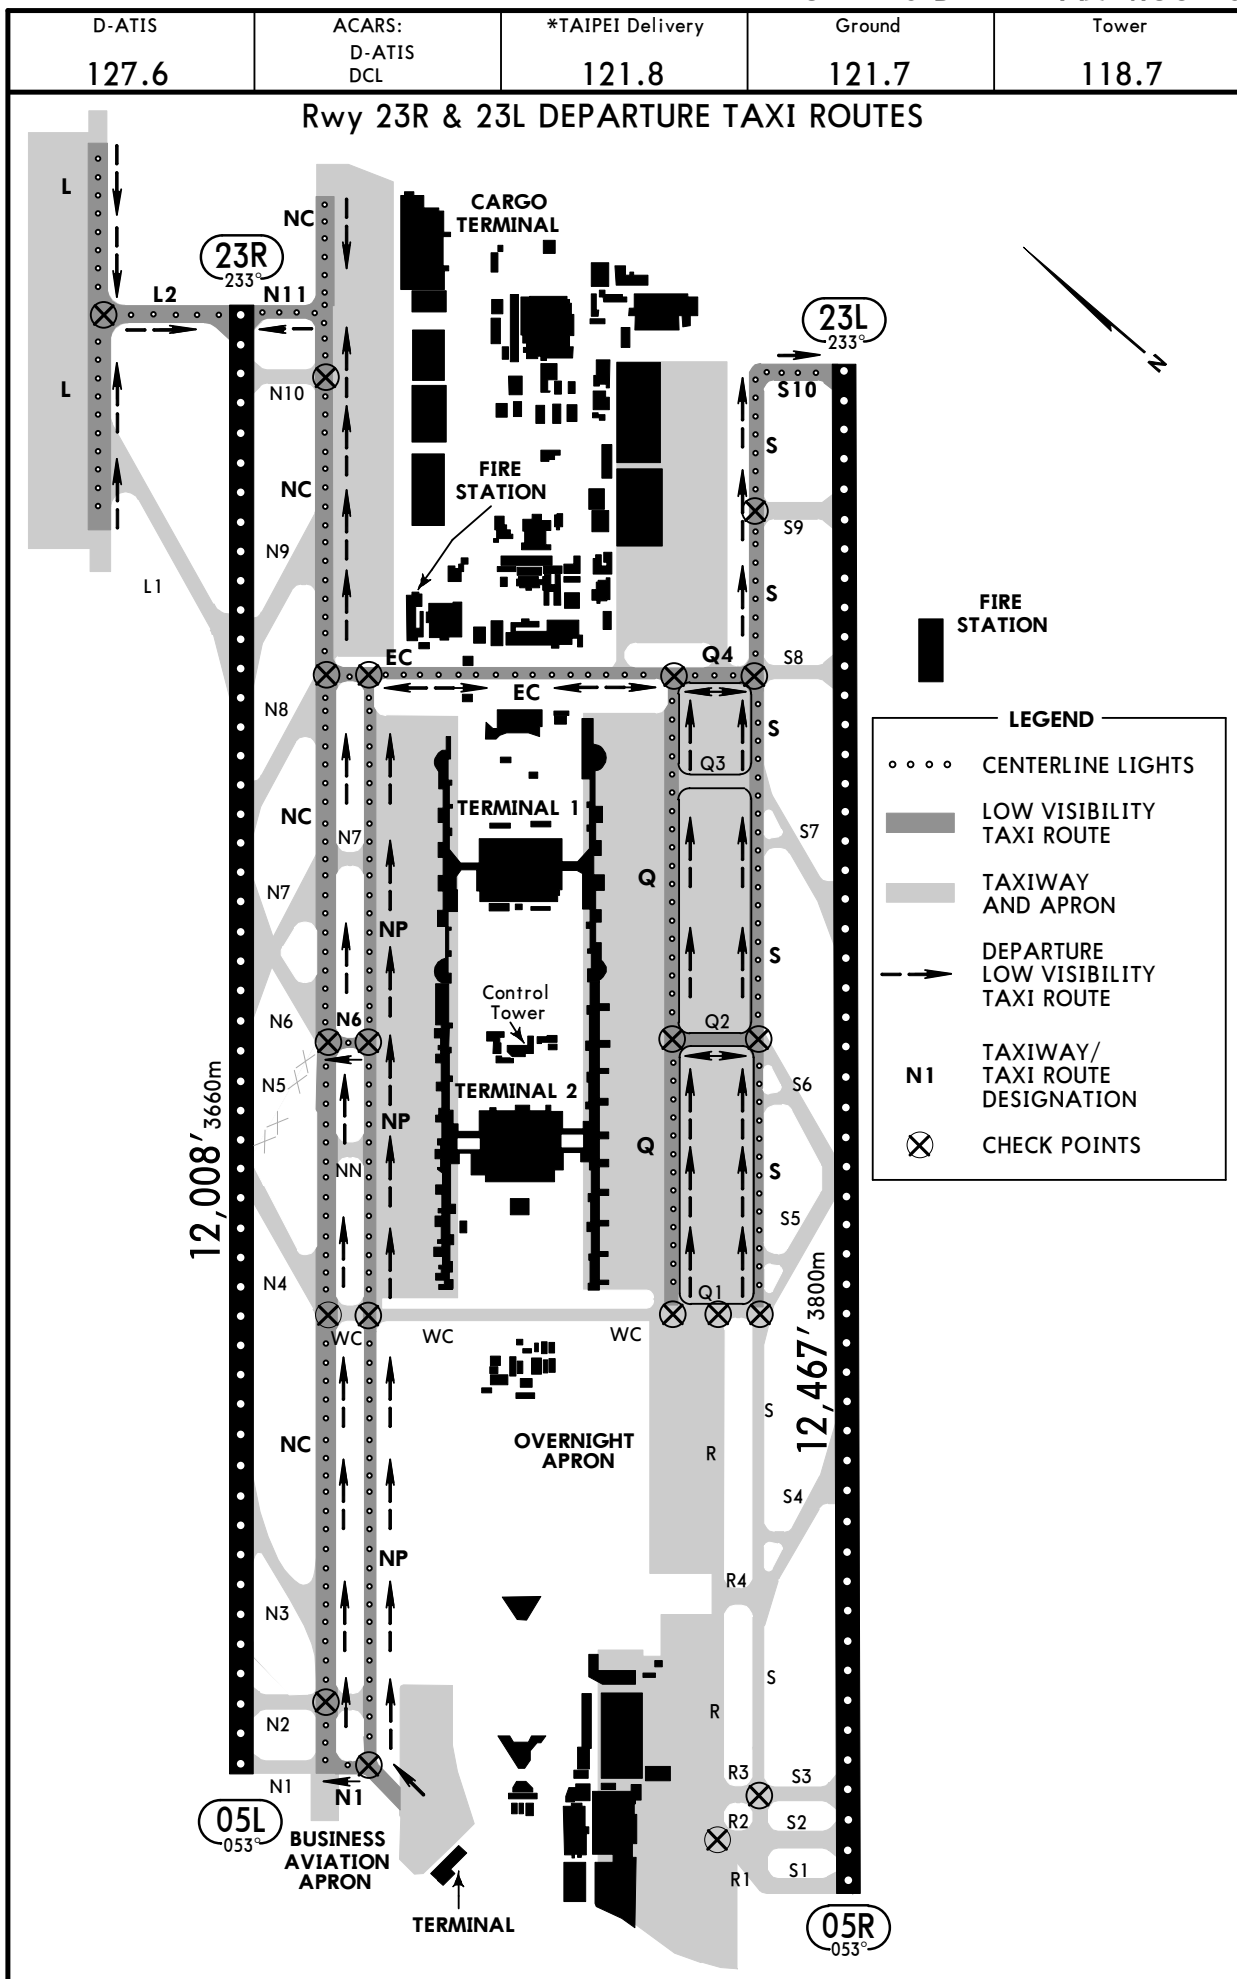 D-ATIS
127.6
ACARS:
D-ATIS
DCL
*TAIPEI Delivery
121.8
Ground
121.7
Tower
118.7
Rwy 23R & 23L DEPARTURE TAXI ROUTES
L
NC
CARGO
TERMINAL
23R
233°
L2
N11
23L
233°
N
L
N10
S10
S
NC
FIRE
STATION
S9
N9
L1
S
FIRE
STATION
EC
Q4
S8
EC
N8
S
LEGEND
CENTERLINE LIGHTS
LOW VISIBILITY
TAXI ROUTE
TAXIWAY
AND APRON
DEPARTURE
LOW VISIBILITY
TAXI ROUTE
N1
TAXIWAY/
TAXI ROUTE
DESIGNATION
CHECK POINTS
Q3
NC
N7
TERMINAL 1
S7
N7
Q
NP
S
Control
Tower
N6
N6
Q2
N5
TERMINAL 2
S6
NP
Q
12,008' 3660m
NN
S
S5
N4
Q1
12,467' 3800m
WC
WC
WC
S
NC
OVERNIGHT
APRON
R
S4
NP
R4
N3
S
N2
R
N1
N1
R3
S3
R2
S2
05L
053°
BUSINESS
AVIATION
APRON
R1
S1
TERMINAL
05R
053°